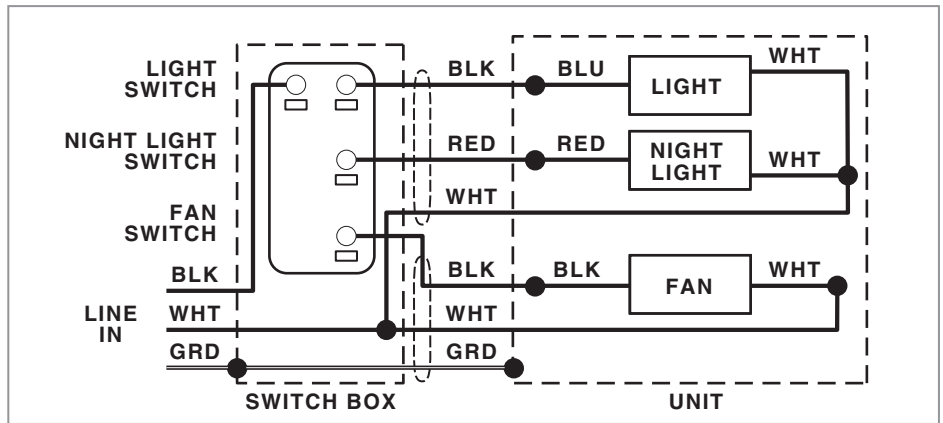 LIGHT
SWITCH
BLK
BLU
LIGHT
WHT
NIGHT LIGHT
SWITCH
RED
RED
NIGHT
LIGHT
WHT
WHT
FAN
SWITCH
BLK
BLK
BLK
FAN
WHT
LINE
IN
WHT
WHT
GRD
GRD
SWITCH BOX
UNIT